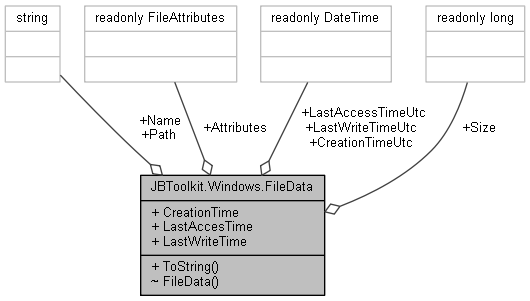 string
readonly FileAttributes
readonly DateTime
readonly long
+Name
+Path
+Attributes
+LastAccessTimeUtc
+LastWriteTimeUtc
+CreationTimeUtc
+Size
JBToolkit.Windows.FileData
+ CreationTime
+ LastAccesTime
+ LastWriteTime
+ ToString()
~ FileData()